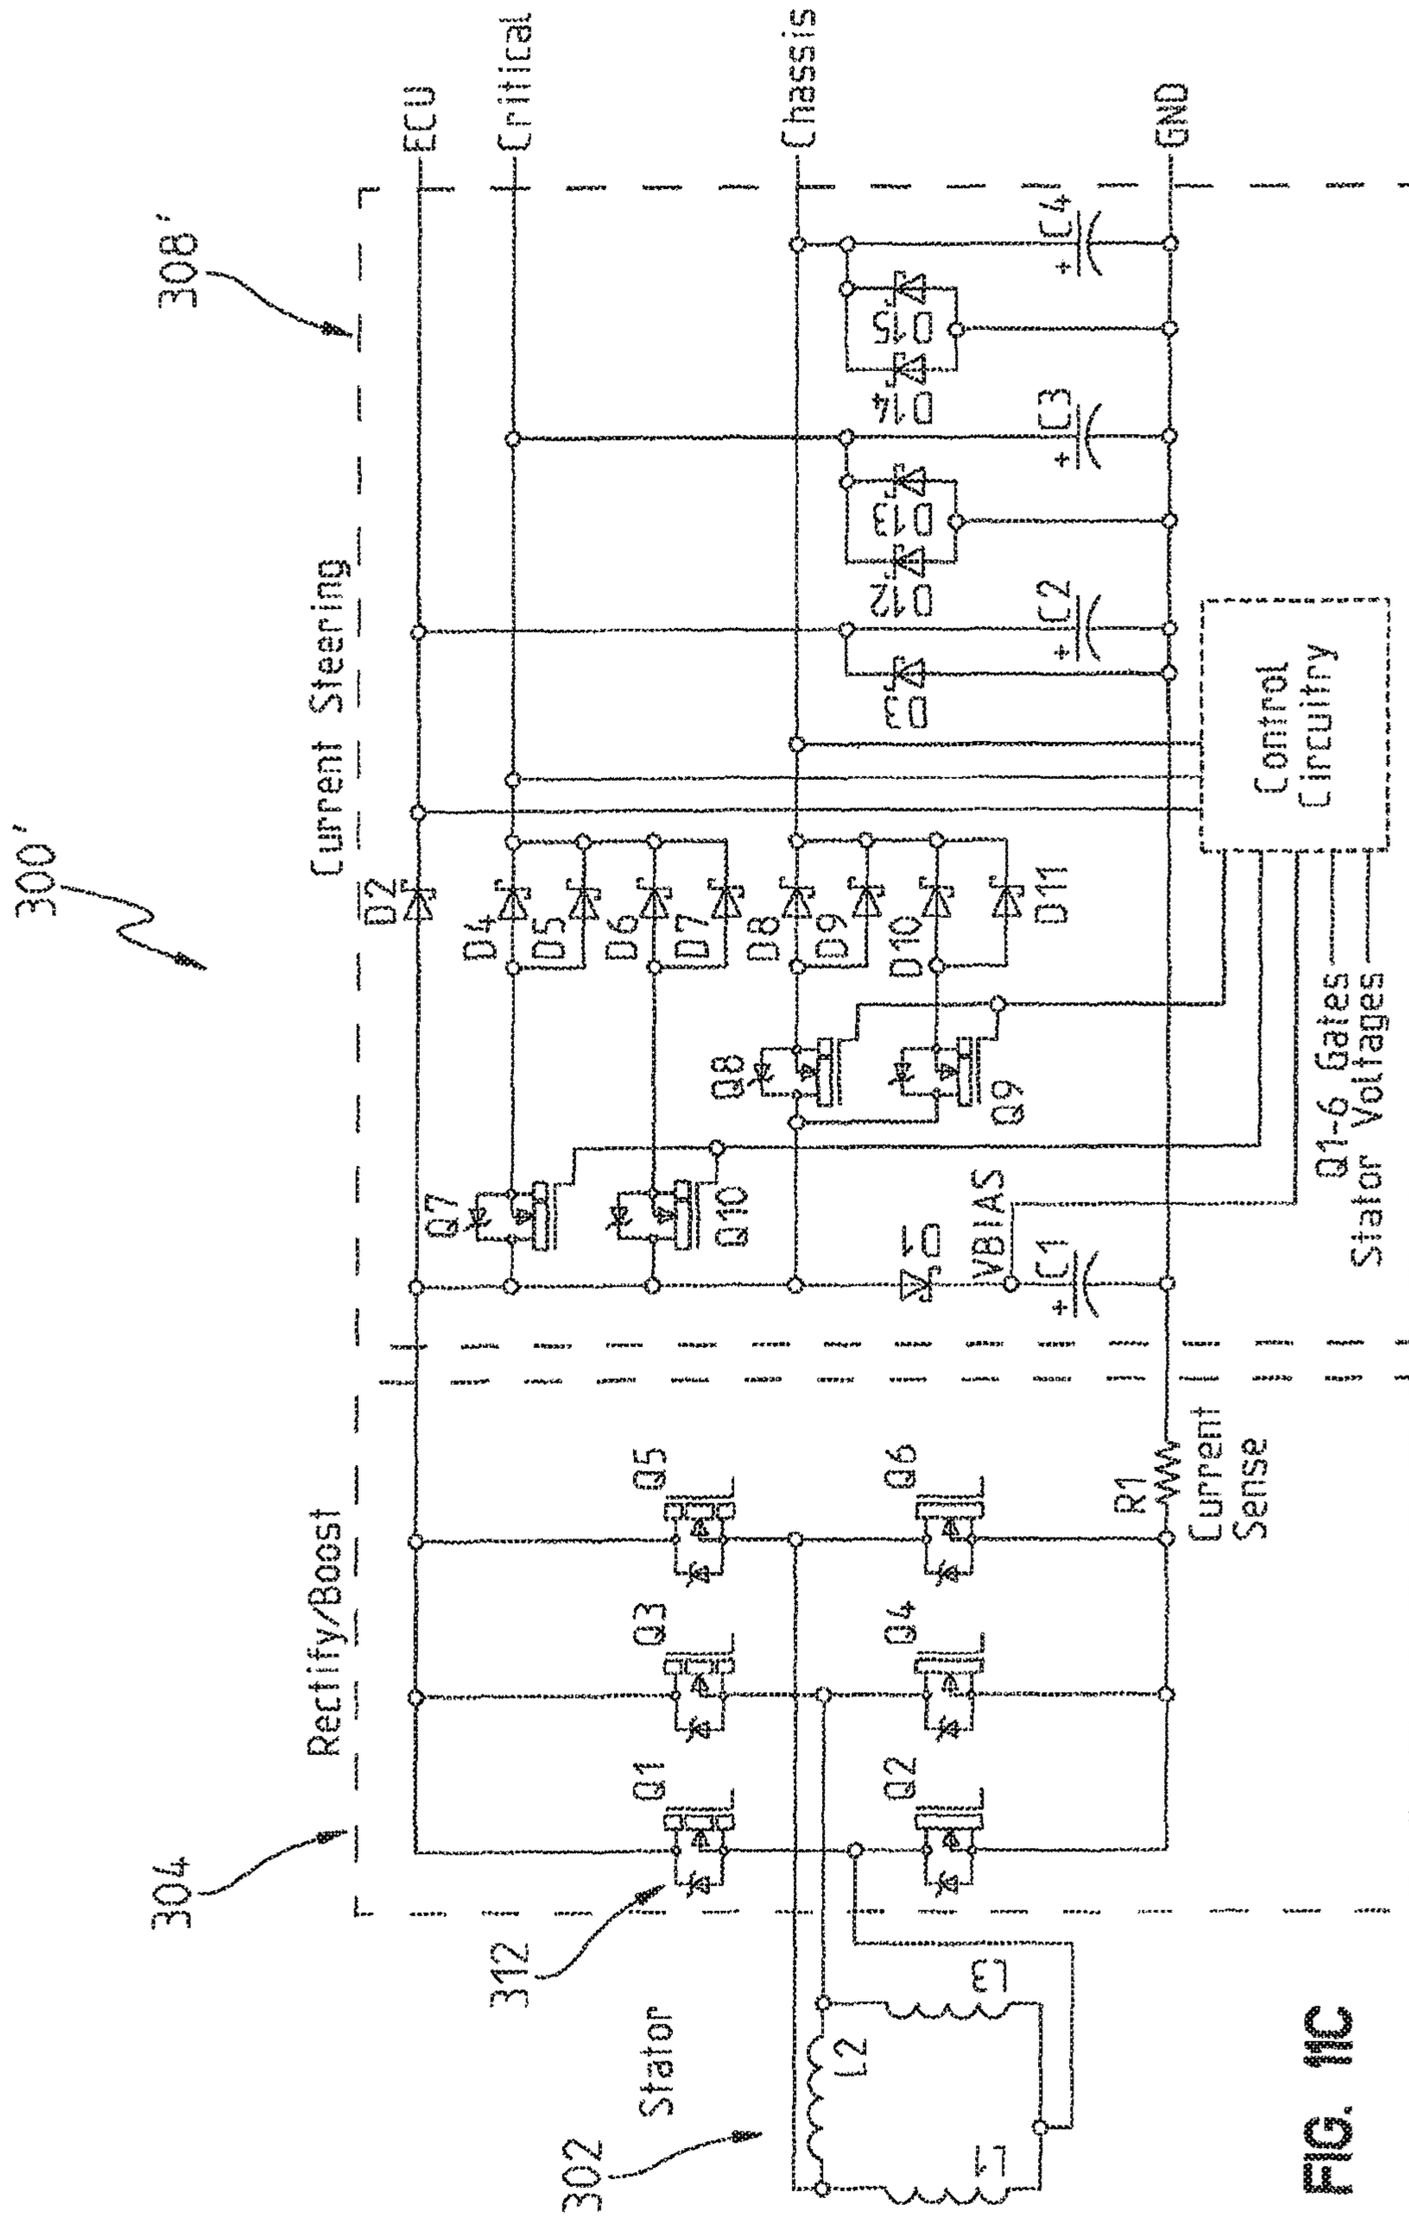 300'
304
Rectify/Boost
Current Steering
308'
ECU
Critical
Chassis
GND
D2
D4
D5
D6
D7
D8
D9
D10
D11
Q7
Q10
Q8
Q9
D1
VBIAS
+
C1
D3
+
C2
D12
D13
+
C3
D14
D15
+
C4
Q1
Q3
Q5
Q2
Q4
Q6
R1
Current
Sense
312
302
Stator
L1
L2
L3
Control
Circuitry
Q1-6 Gates
Stator Voltages
FIG. 11C